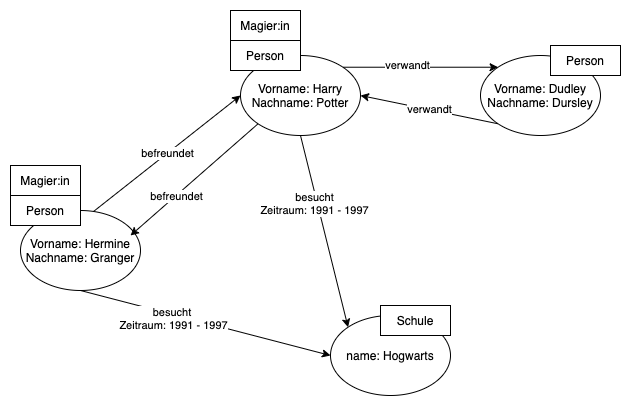 Magier:in
Person
Vorname: Harry
Nachname: Potter
verwandt
verwandt
Person
Vorname: Dudley
Nachname: Dursley
befreundet
befreundet
Magier:in
Person
Vorname: Hermine
Nachname: Granger
besucht
Zeitraum: 1991 - 1997
besucht
Zeitraum: 1991 - 1997
Schule
name: Hogwarts